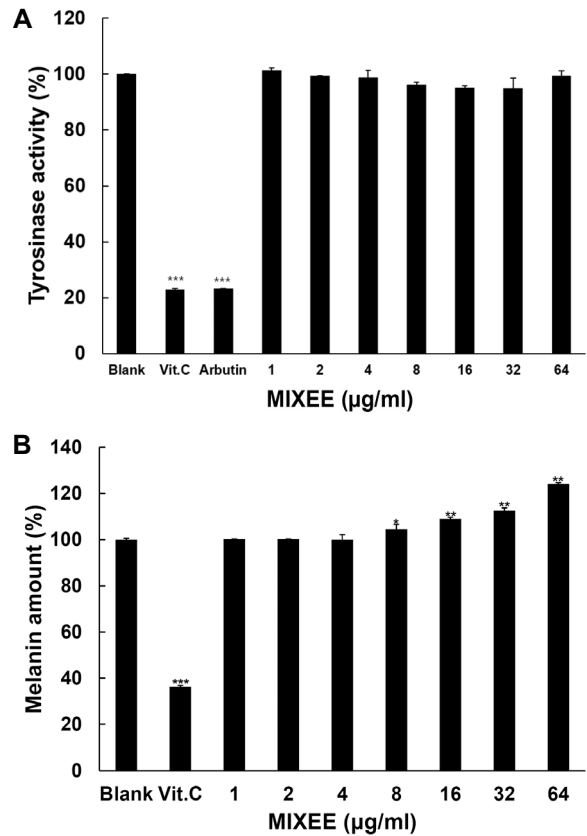 A
Tyrosinase activity (%)
120
100
80
60
40
20
0
*** ***
Blank Vit.C Arbutin 1 2 4 8 16 32 64
MIXEE (µg/ml)
B
Melanin amount (%)
140
120
100
80
60
40
20
0
*** * ** ** **
Blank Vit.C 1 2 4 8 16 32 64
MIXEE (µg/ml)